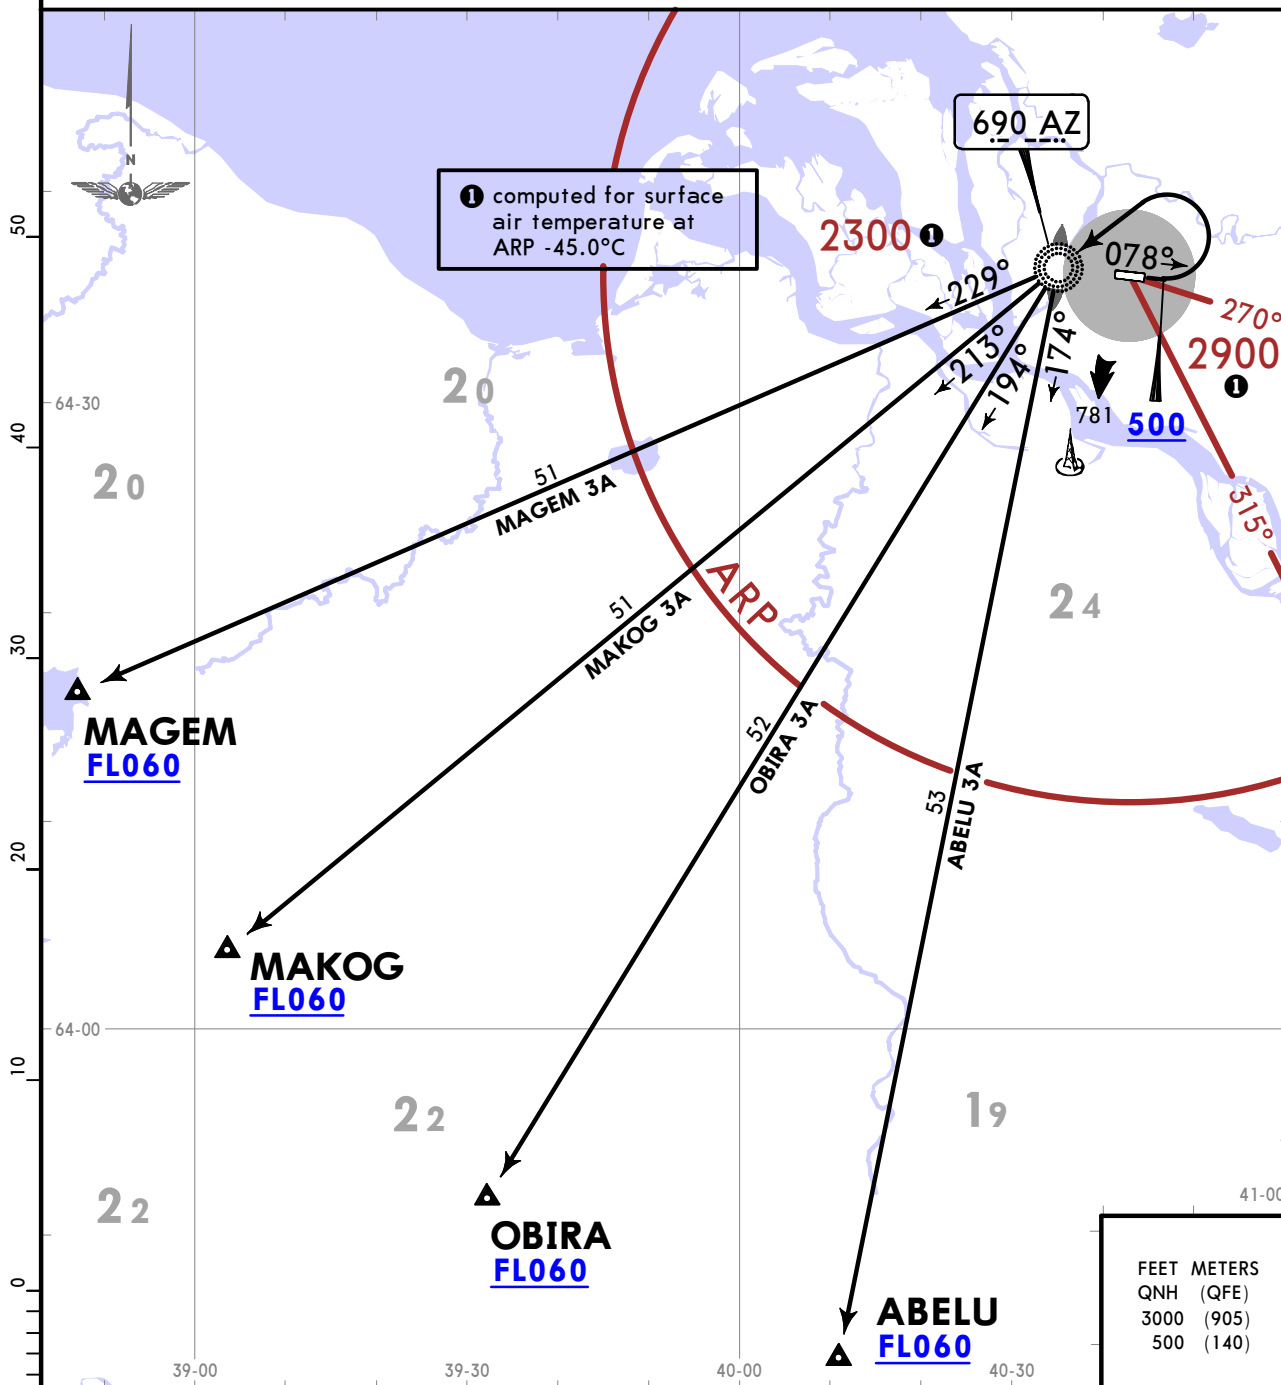 690 AZ
❶ computed for surface
air temperature at
ARP -45.0°C
N
2300 ❶
078°
270°
2900
❶
229°
213°
194°
174°
781
500
315°
50
40
30
20
10
0
64-30
20
20
24
51
MAGEM 3A
51
MAKOG 3A
ARP
52
OBIRA 3A
53
ABELU 3A
MAGEM
FL060
MAKOG
FL060
64-00
22
22
19
OBIRA
FL060
ABELU
FL060
41-00
FEET METERS
QNH (QFE)
3000 (905)
500 (140)
39-00
39-30
40-00
40-30